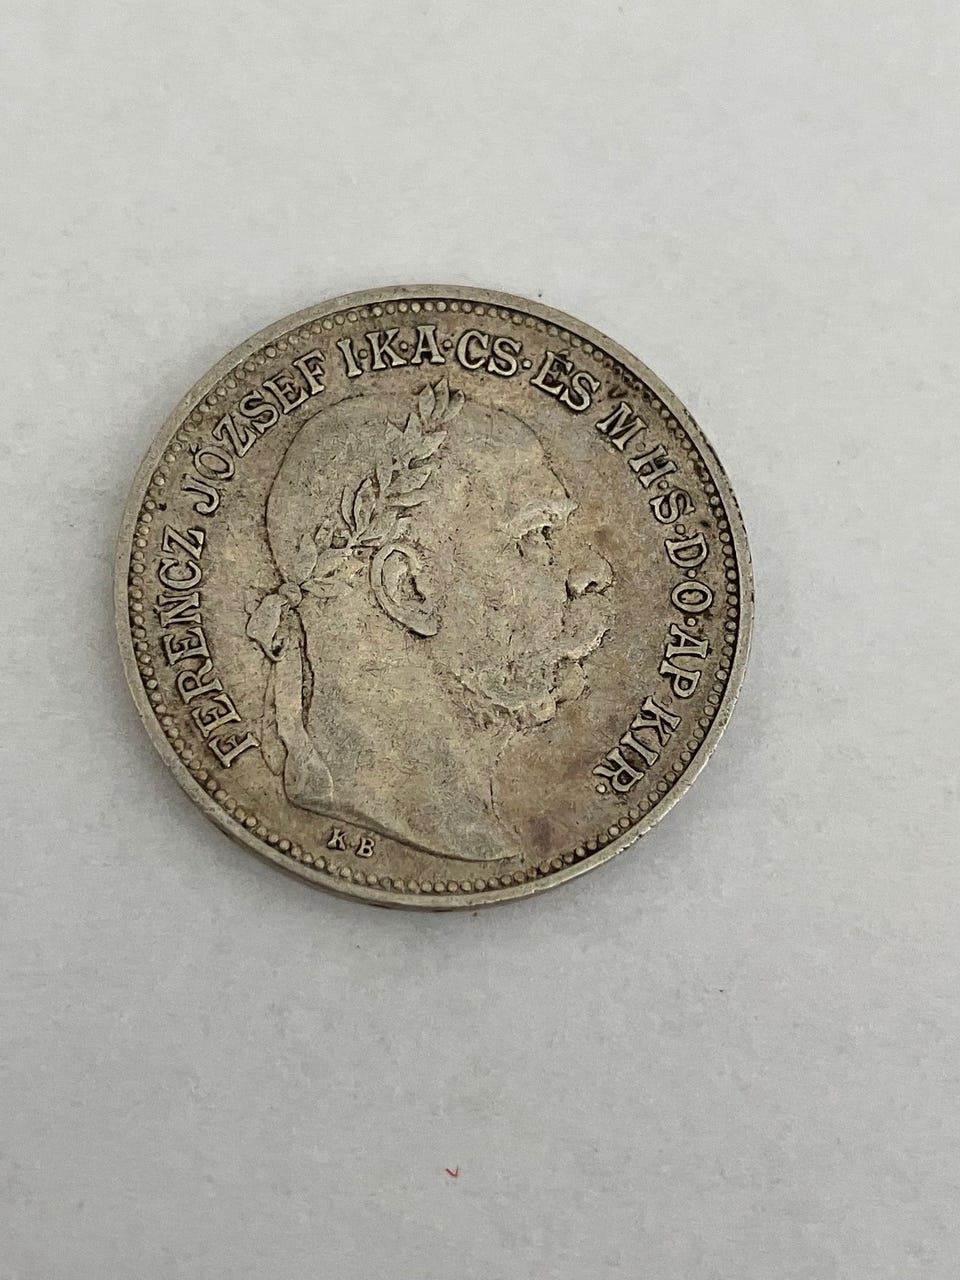 FERENCZ JÓZSEF I·K·A·CS·ÉS M·H·S·D·O·AP·KIR·
K·B